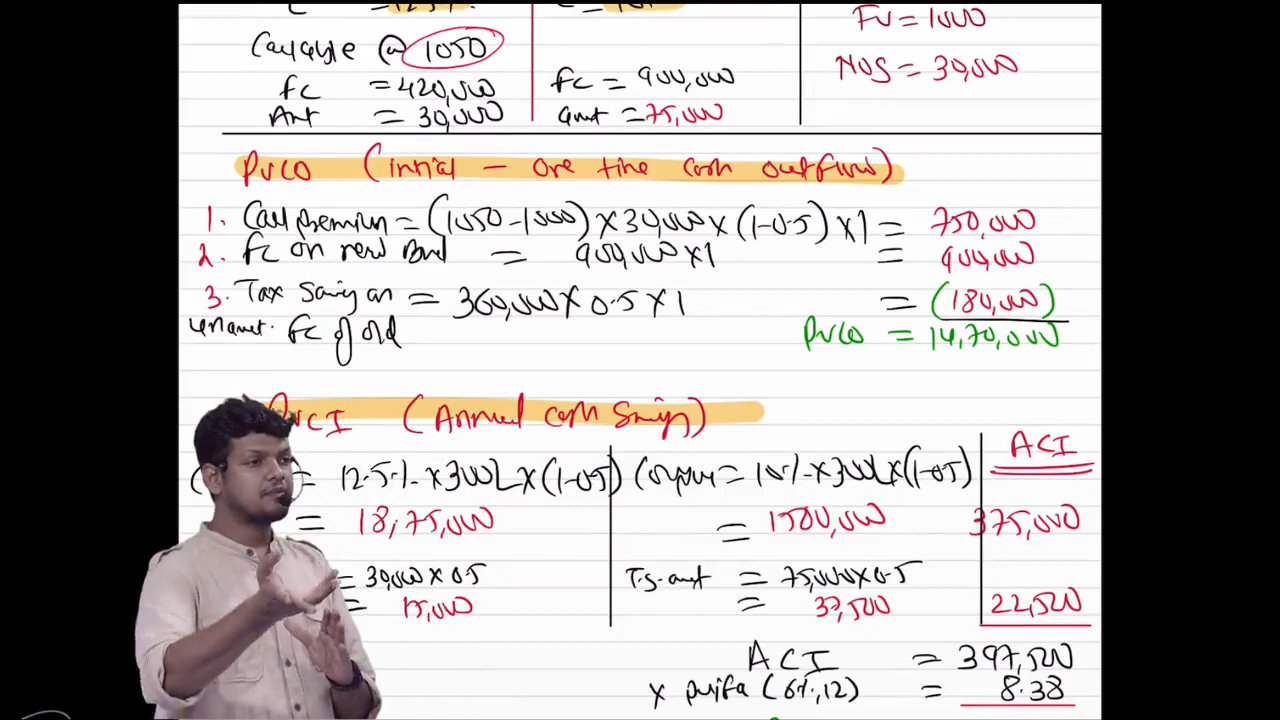 Callable @ 1050
FC = 420,000
Amt = 30,000
FC = 900,000
Amt = 75,000
FV = 1000
NOS = 30,000
PVCO (initial - one time cash outflow)
1. Call premium = (1050-1000) x 30,000 x (1-0.5) x 1 = 750,000
2. FC on new Bond = 900,000 x 1 = 900,000
3. Tax saving on = 360,000 x 0.5 x 1 = (180,000)
unamort. FC of old
PVCO = 14,70,000
PVCI (Annual cash saving)
= 12.5% x 300L x (1-0.5)
= 18,75,000
= 30,000 x 0.5
= 15,000
Coupon = 10% x 300L x (1-0.5)
= 1500,000
T.S. amt = 75,000 x 0.5
= 37,500
ACI
375,000
22,500
ACI = 397,500
x pvifa (6%, 12) = 8.38